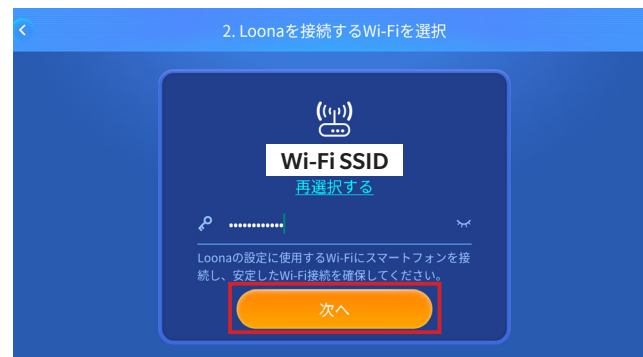 2. Loonaを接続するWi-Fiを選択
Wi-Fi SSID
再選択する
Loonaの設定に使用するWi-Fiにスマートフォンを接
続し、安定したWi-Fi接続を確保してください。
次へ